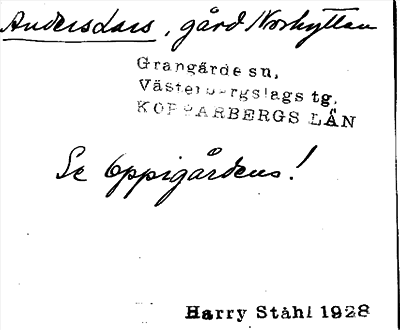 Andersdars, gård Norhyttan
Grangärde sn,
Västerbergslags tg.
KOPPARBERGS LÄN
Se Oppigårdens!
Harry Ståhl 1928